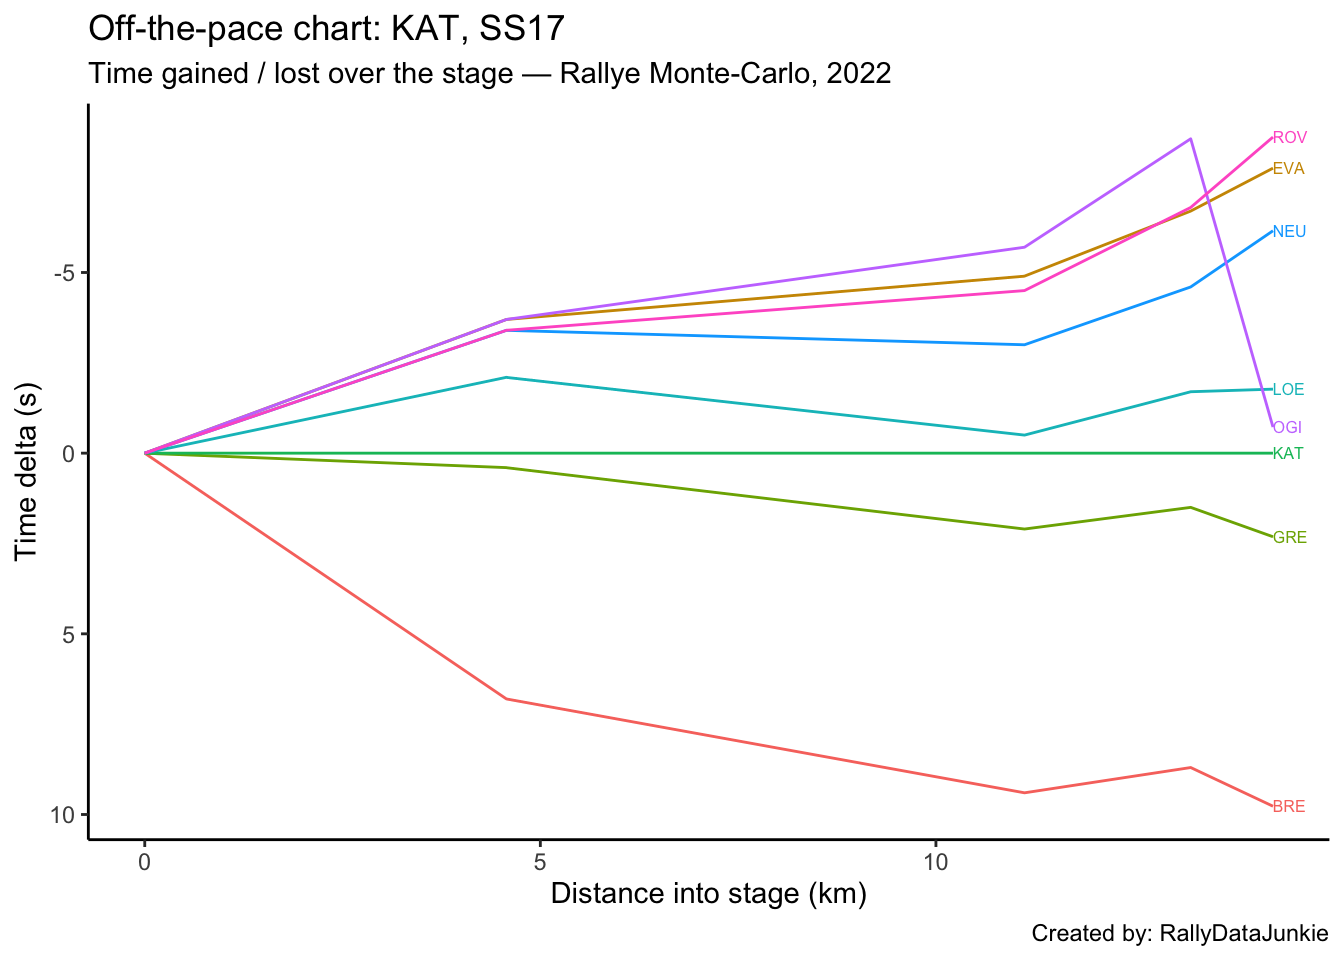 Off-the-pace chart: KAT, SS17
Time gained / lost over the stage — Rallye Monte-Carlo, 2022
ROV
EVA
NEU
LOE
OGI
KAT
GRE
BRE
-5
0
5
10
Time delta (s)
0 5 10
Distance into stage (km)
Created by: RallyDataJunkie